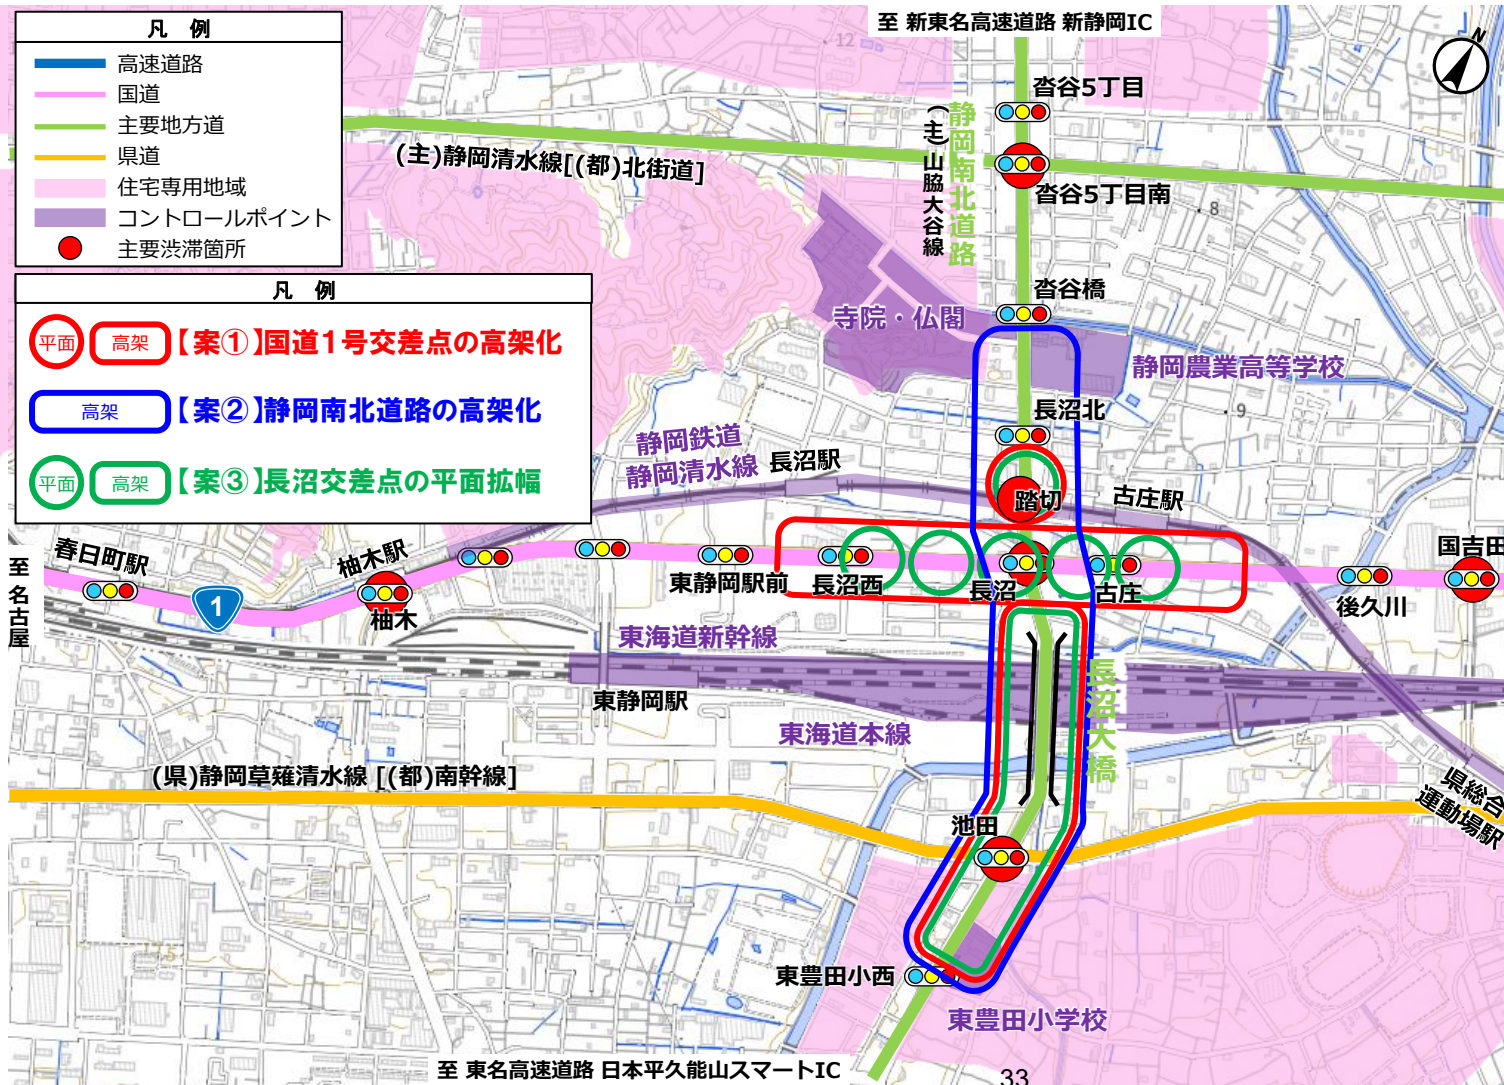 凡 例
高速道路
国道
主要地方道
県道
住宅専用地域
コントロールポイント
主要渋滞箇所
凡 例
平面 高架 【案①】国道1号交差点の高架化
高架 【案②】静岡南北道路の高架化
平面 高架 【案③】長沼交差点の平面拡幅
至 新東名高速道路 新静岡IC
N
12
沓谷5丁目
(主)静岡清水線[(都)北街道]
(主)山脇大谷線
静岡南北道路
沓谷5丁目南
8
沓谷橋
寺院・仏閣
静岡農業高等学校
長沼北
9
静岡鉄道
静岡清水線
長沼駅
踏切
古庄駅
春日町駅
柚木駅
国吉田
至 名古屋
1
柚木
東静岡駅前
長沼西
長沼
古庄
後久川
東海道新幹線
東静岡駅
長沼大橋
東海道本線
(県)静岡草薙清水線 [(都)南幹線]
県総合
運動場駅
池田
5
東豊田小西
東豊田小学校
至 東名高速道路 日本平久能山スマートIC
33